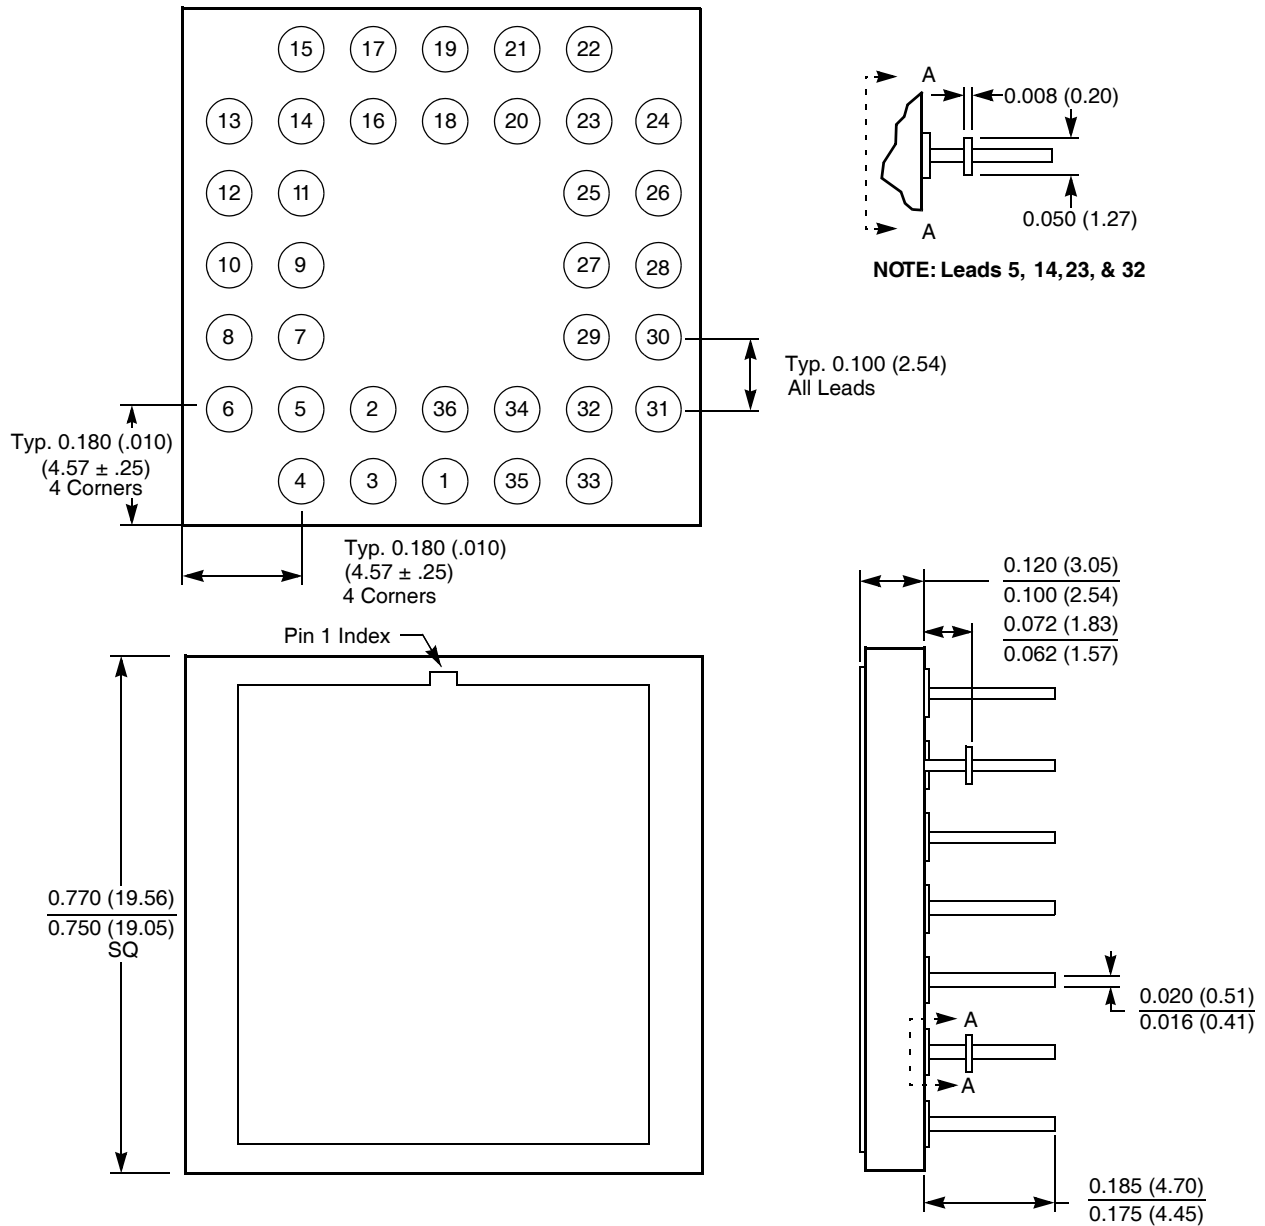 15 17 19 21 22
13 14 16 18 20 23 24
12 11 25 26
10 9 27 28
8 7 29 30
6 5 2 36 34 32 31
4 3 1 35 33
Typ. 0.100 (2.54)
All Leads
Typ. 0.180 (.010)
(4.57 ± .25)
4 Corners
Typ. 0.180 (.010)
(4.57 ± .25)
4 Corners
A
0.008 (0.20)
0.050 (1.27)
A
NOTE: Leads 5, 14, 23, & 32
Pin 1 Index
0.770 (19.56)
0.750 (19.05)
SQ
0.120 (3.05)
0.100 (2.54)
0.072 (1.83)
0.062 (1.57)
0.020 (0.51)
0.016 (0.41)
A
A
0.185 (4.70)
0.175 (4.45)